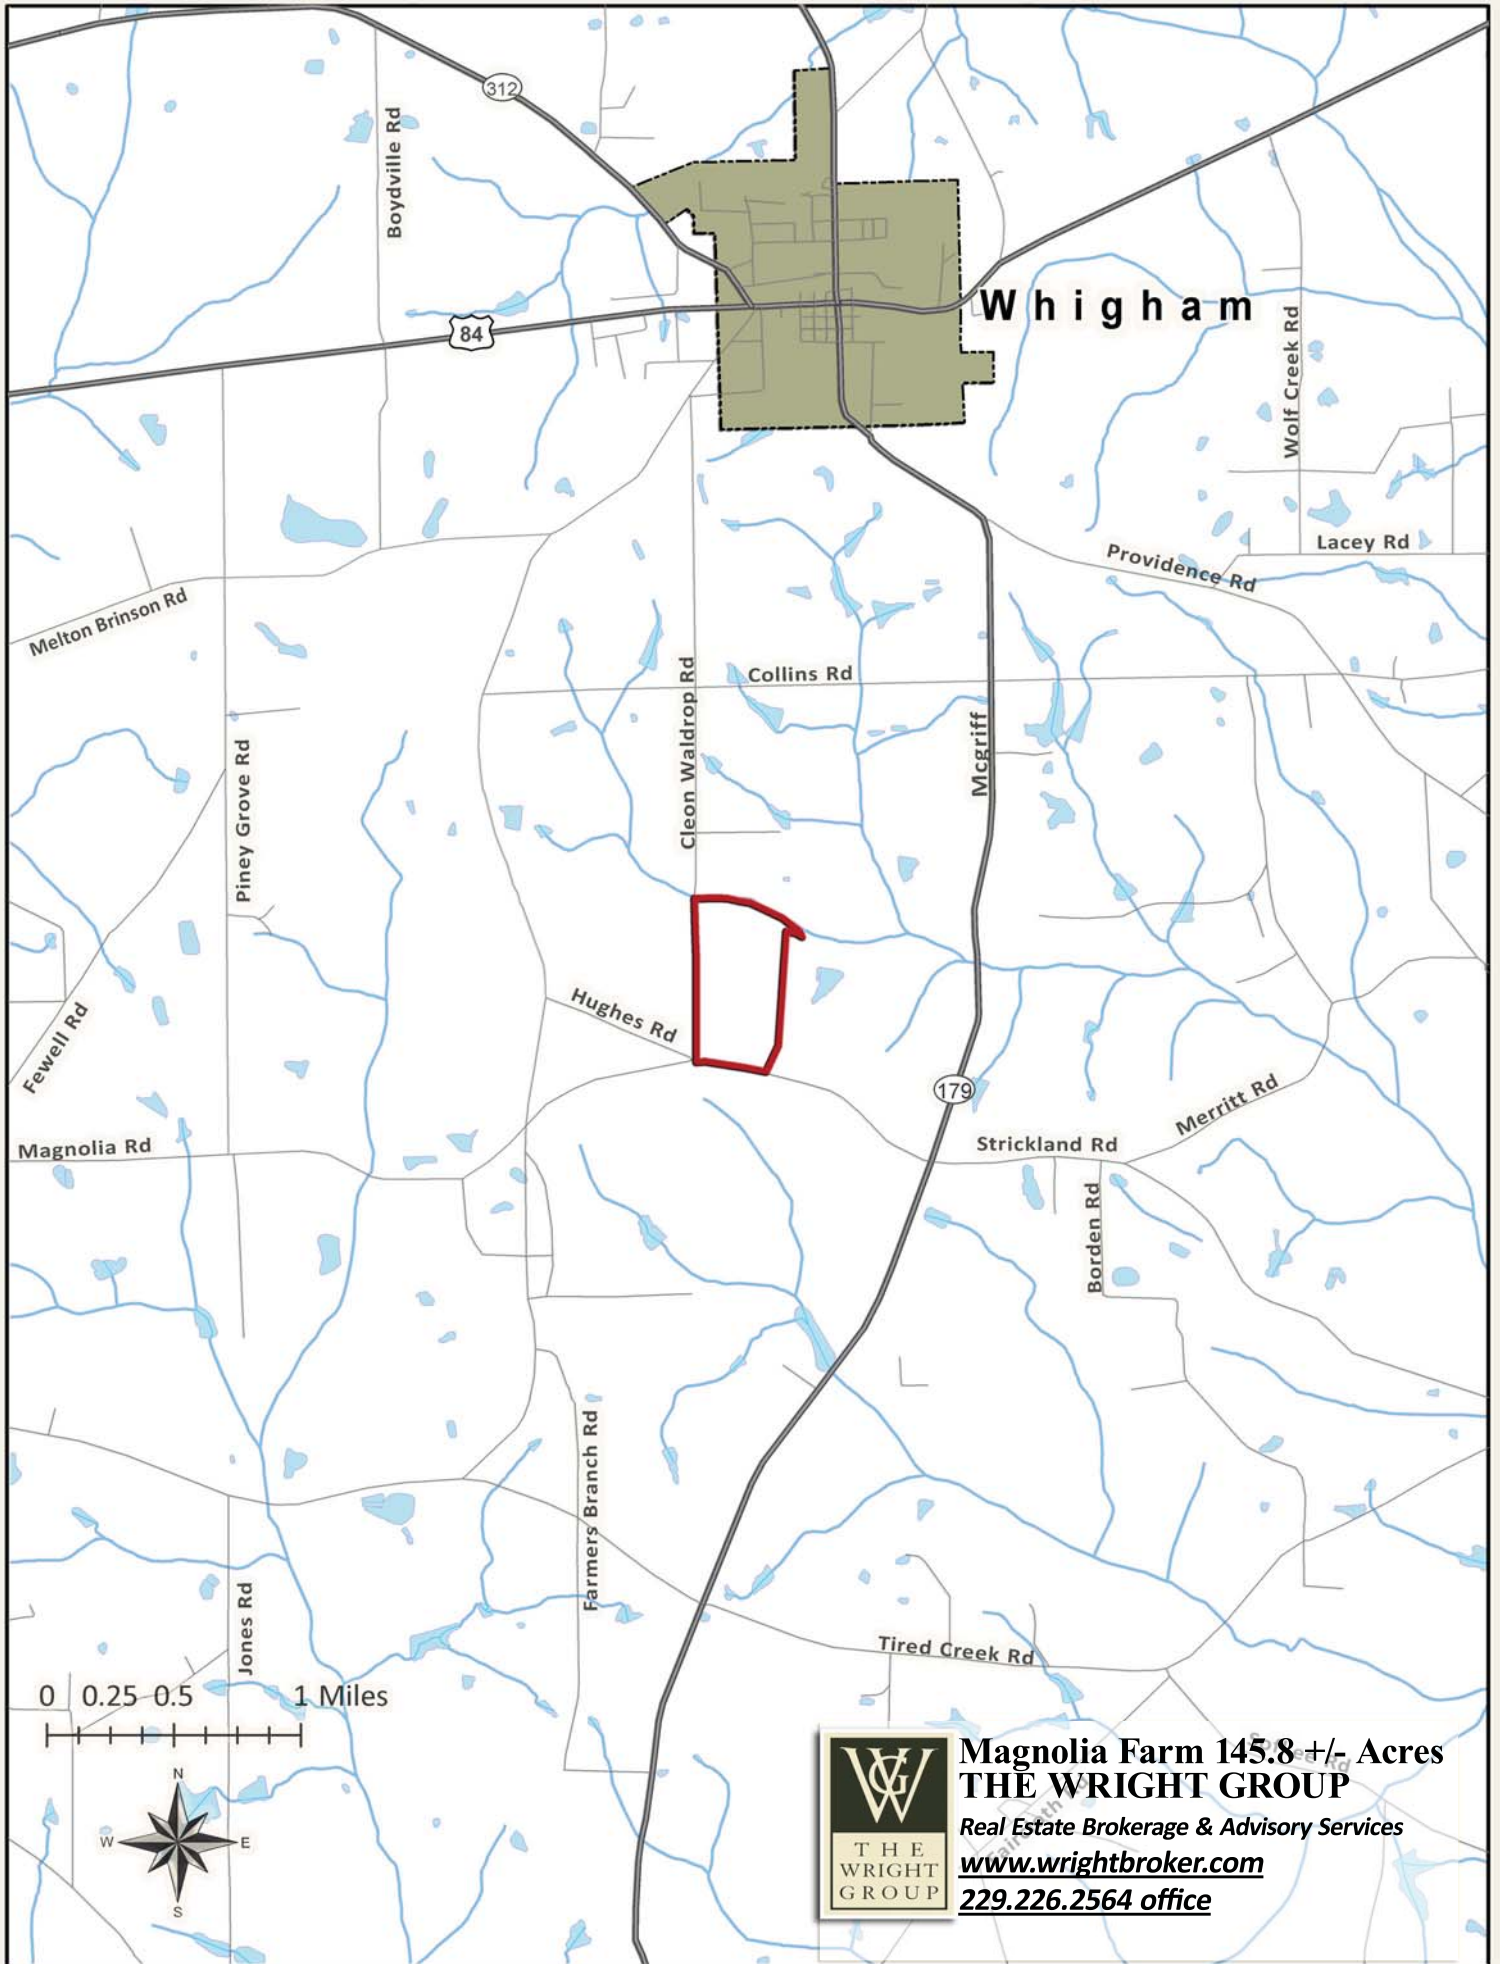 312
Boydville Rd
84
Whigham
Wolf Creek Rd
Lacey Rd
Providence Rd
Melton Brinson Rd
Collins Rd
Cleon Waldrop Rd
Mcgriff
Piney Grove Rd
Hughes Rd
Fewell Rd
179
Merritt Rd
Magnolia Rd
Strickland Rd
Borden Rd
Farmers Branch Rd
Jones Rd
Tired Creek Rd
0 0.25 0.5 1 Miles
N
W E
S
Rd
Rd
WG
THE
WRIGHT
GROUP
Magnolia Farm 145.8 +/- Acres
THE WRIGHT GROUP
Real Estate Brokerage & Advisory Services
www.wrightbroker.com
229.226.2564 office